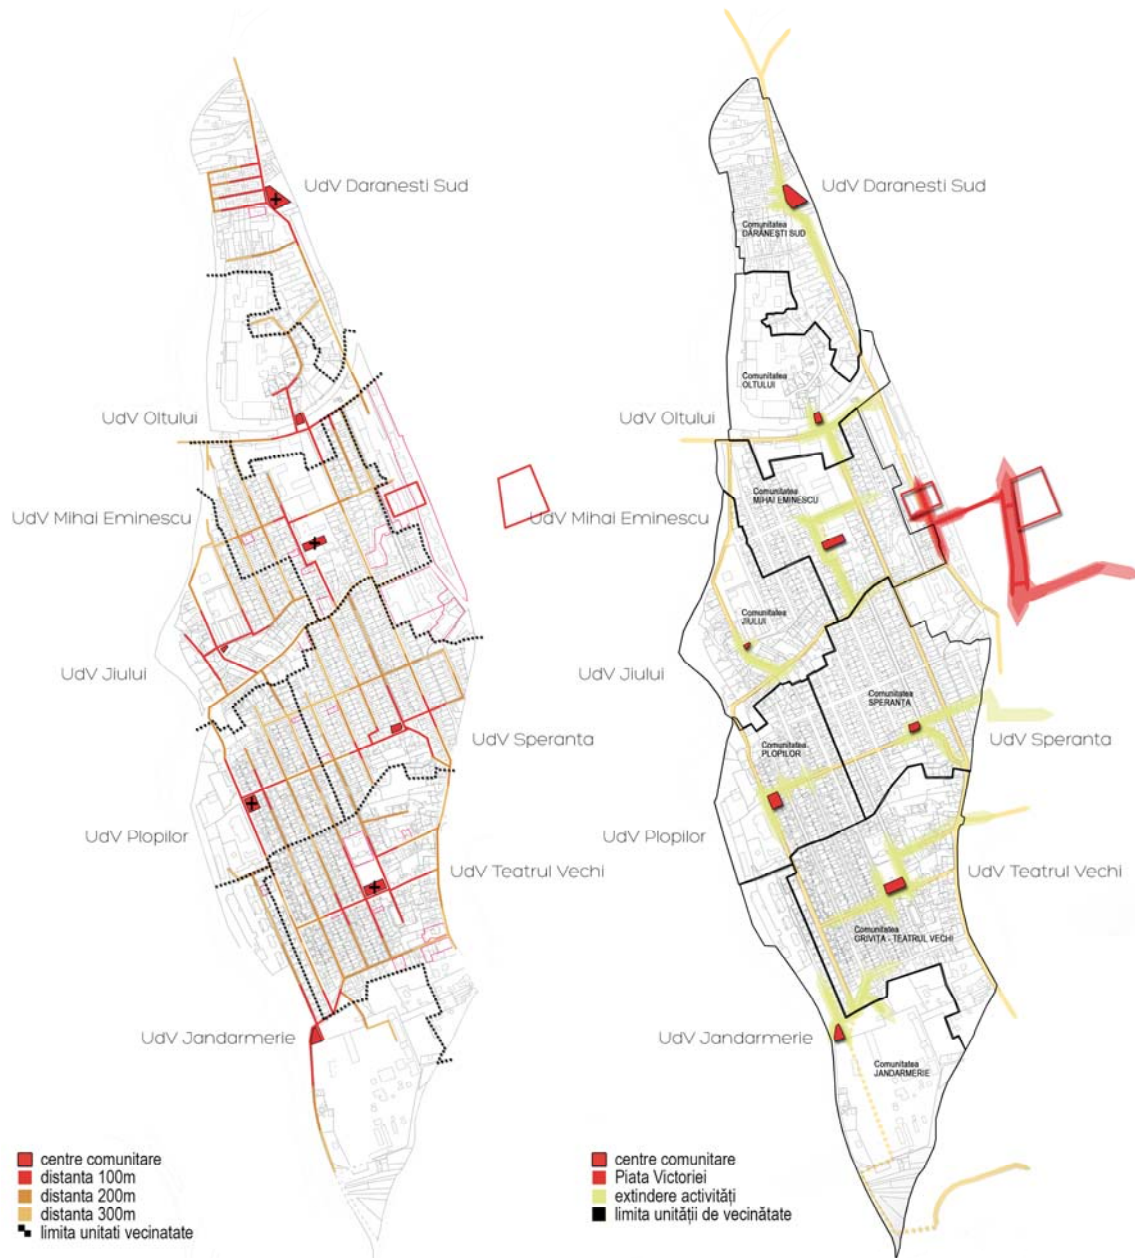 UdV Daranesti Sud
UdV Oltului
UdV Mihai Eminescu
UdV Jiului
UdV Speranta
UdV Plopilor
UdV Teatrul Vechi
UdV Jandarmerie
centre comunitare
distanta 100m
distanta 200m
distanta 300m
limita unitati vecinatate
UdV Daranesti Sud
Comunitatea
DĂRĂNEȘTI SUD
Comunitatea
OLTULUI
UdV Oltului
Comunitatea
MIHAI EMINESCU
UdV Mihai Eminescu
Comunitatea
JIULUI
UdV Jiului
Comunitatea
SPERANȚA
UdV Speranta
Comunitatea
PLOPILOR
UdV Plopilor
UdV Teatrul Vechi
Comunitatea
GRIVIȚA - TEATRUL VECHI
UdV Jandarmerie
Comunitatea
JANDARMERIE
centre comunitare
Piata Victoriei
extindere activități
limita unității de vecinătate